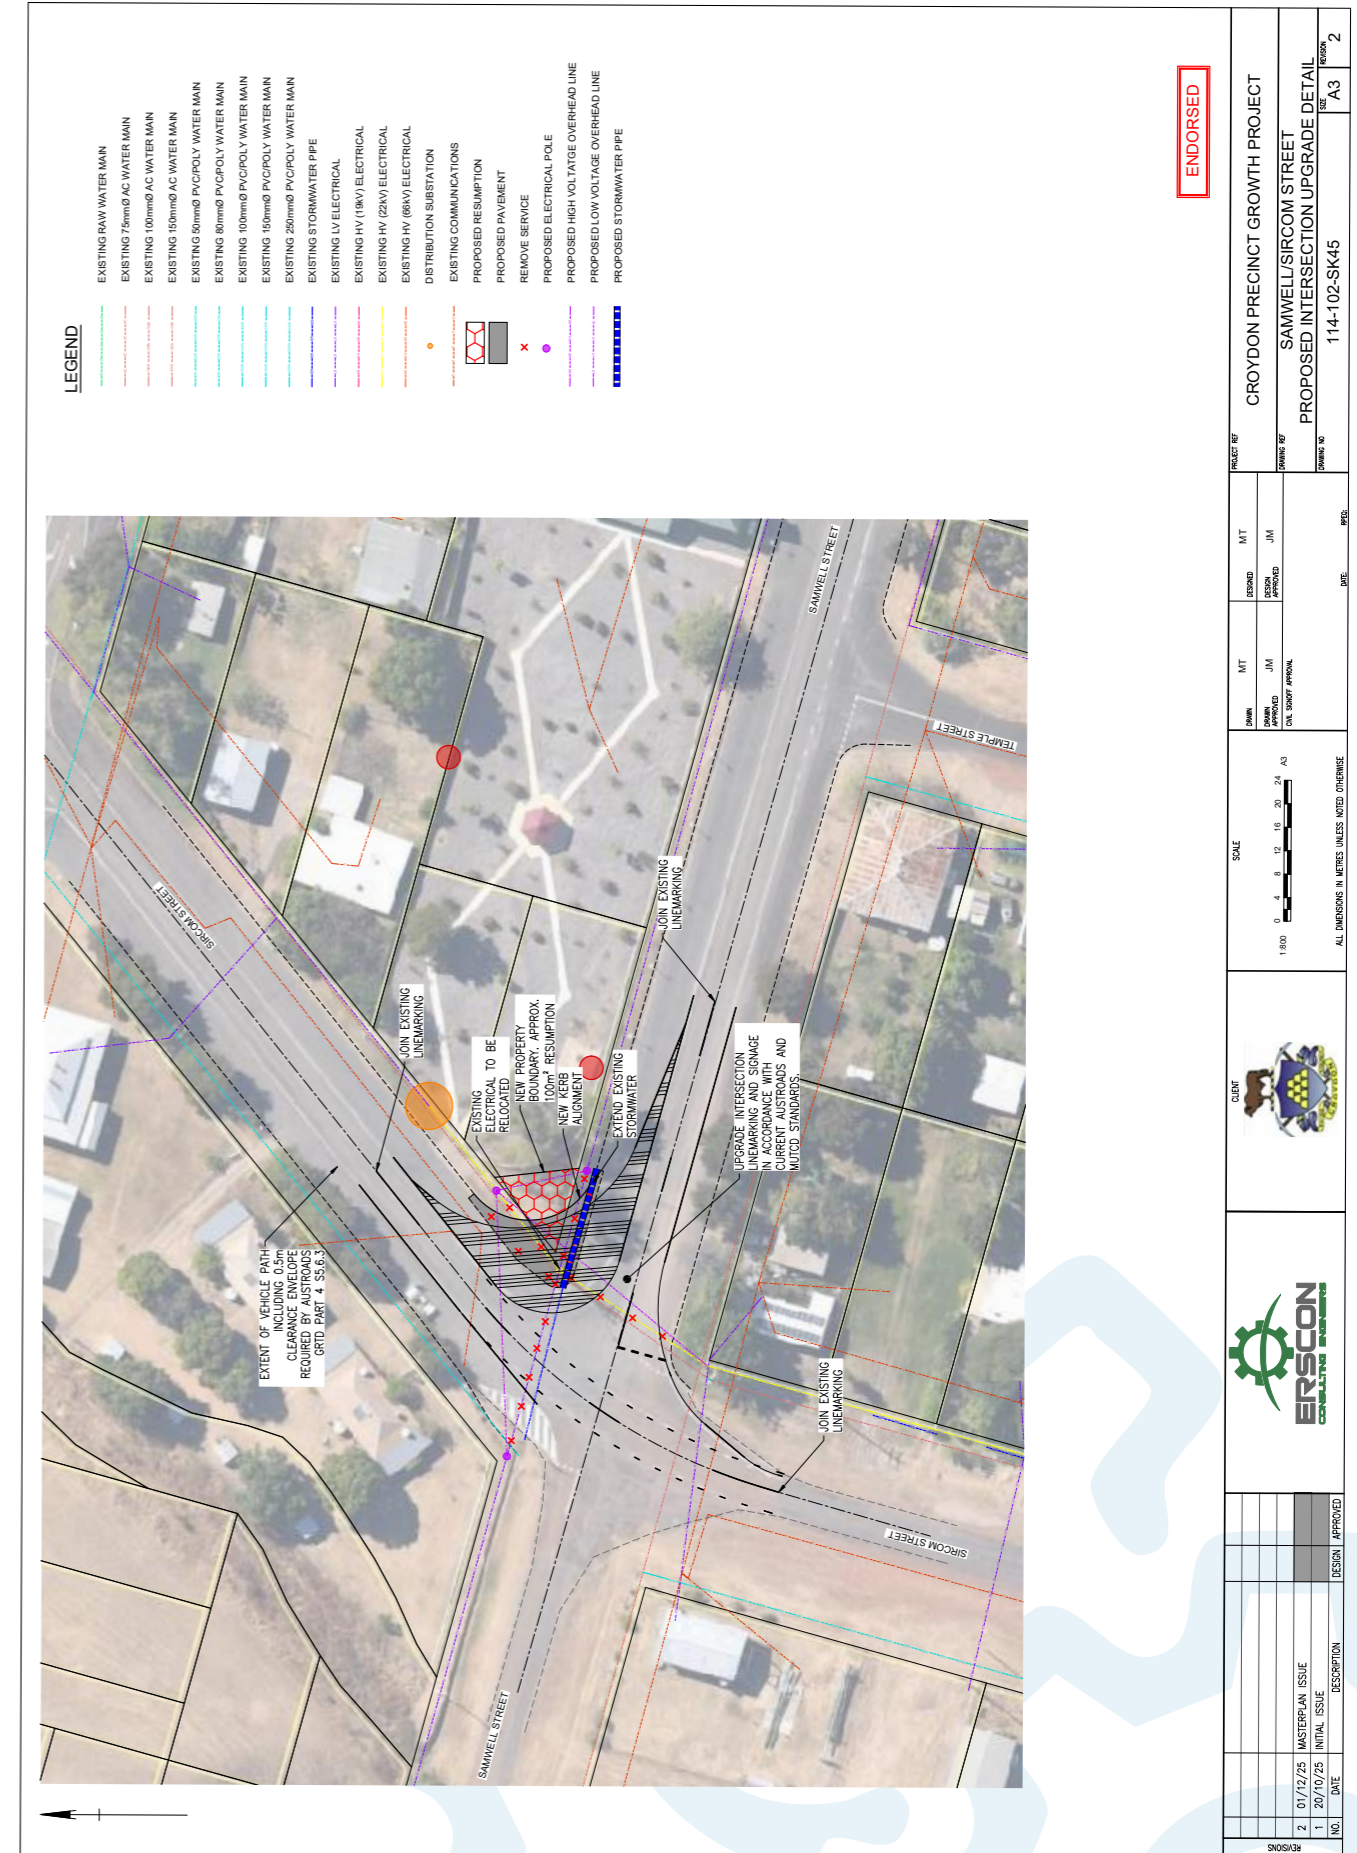 LEGEND
EXISTING RAW WATER MAIN
EXISTING 75mmØ AC WATER MAIN
EXISTING 100mmØ AC WATER MAIN
EXISTING 150mmØ AC WATER MAIN
EXISTING 50mmØ PVC/POLY WATER MAIN
EXISTING 80mmØ PVC/POLY WATER MAIN
EXISTING 100mmØ PVC/POLY WATER MAIN
EXISTING 150mmØ PVC/POLY WATER MAIN
EXISTING 250mmØ PVC/POLY WATER MAIN
EXISTING STORMWATER PIPE
EXISTING LV ELECTRICAL
EXISTING HV (19kV) ELECTRICAL
EXISTING HV (22kV) ELECTRICAL
EXISTING HV (66kV) ELECTRICAL
DISTRIBUTION SUBSTATION
EXISTING COMMUNICATIONS
PROPOSED RESUMPTION
PROPOSED PAVEMENT
REMOVE SERVICE
PROPOSED ELECTRICAL POLE
PROPOSED HIGH VOLTATGE OVERHEAD LINE
PROPOSED LOW VOLTAGE OVERHEAD LINE
PROPOSED STORMWATER PIPE
ENDORSED
SIRCOM STREET
SAMWELL STREET
TEMPLE STREET
SAMWELL STREET
SIRCOM STREET
EXTENT OF VEHICLE PATH
INCLUDING 0.5m
CLEARANCE ENVELOPE
REQUIRED BY AUSTROADS
GRTD PART 4 S5.6.3
JOIN EXISTING
LINEMARKING
EXISTING
ELECTRICAL TO BE
RELOCATED
NEW PROPERTY
BOUNDARY. APPROX.
100m² RESUMPTION
NEW KERB
ALIGNMENT
EXTEND EXISTING
STORMWATER
JOIN EXISTING
LINEMARKING
UPGRADE INTERSECTION
LINEMARKING AND SIGNAGE
IN ACCORDANCE WITH
CURRENT AUSTROADS AND
MUTCD STANDARDS.
JOIN EXISTING
LINEMARKING
REVISIONS
2 01/12/25 MASTERPLAN ISSUE
1 20/10/25 INITIAL ISSUE
NO. DATE DESCRIPTION DESIGN APPROVED
ERSCON
CONSULTING ENGINEERS
CLIENT
SCALE
1:800 0 4 8 12 16 20 24 A3
ALL DIMENSIONS IN METRES UNLESS NOTED OTHERWISE
DRAWN MT
DESIGNED MT
DRAWN APPROVED JM
DESIGN APPROVED JM
CIVIL SIGNOFF APPROVAL
DATE:
RPEQ:
PROJECT REF
CROYDON PRECINCT GROWTH PROJECT
DRAWING REF
SAMWELL/SIRCOM STREET
PROPOSED INTERSECTION UPGRADE DETAIL
DRAWING NO
114-102-SK45
SIZE
A3
REVISION
2